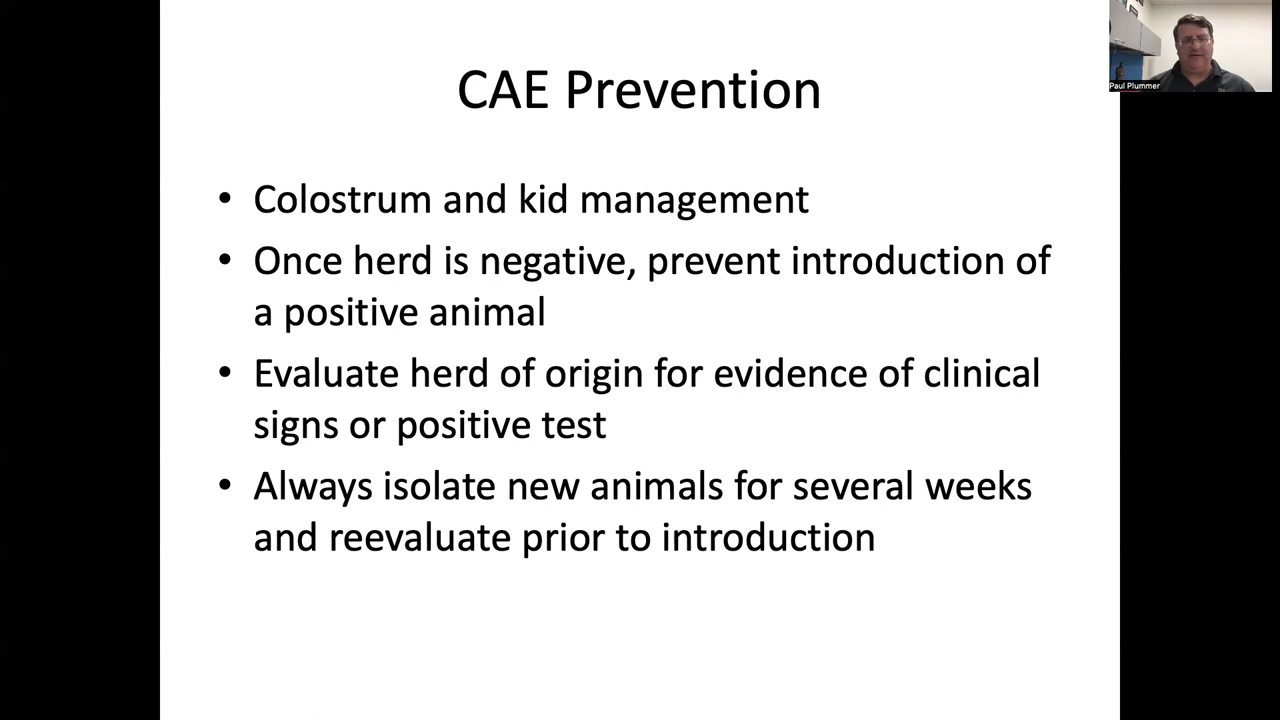 CAE Prevention
• Colostrum and kid management
• Once herd is negative, prevent introduction of
a positive animal
• Evaluate herd of origin for evidence of clinical
signs or positive test
• Always isolate new animals for several weeks
and reevaluate prior to introduction
Paul Plummer